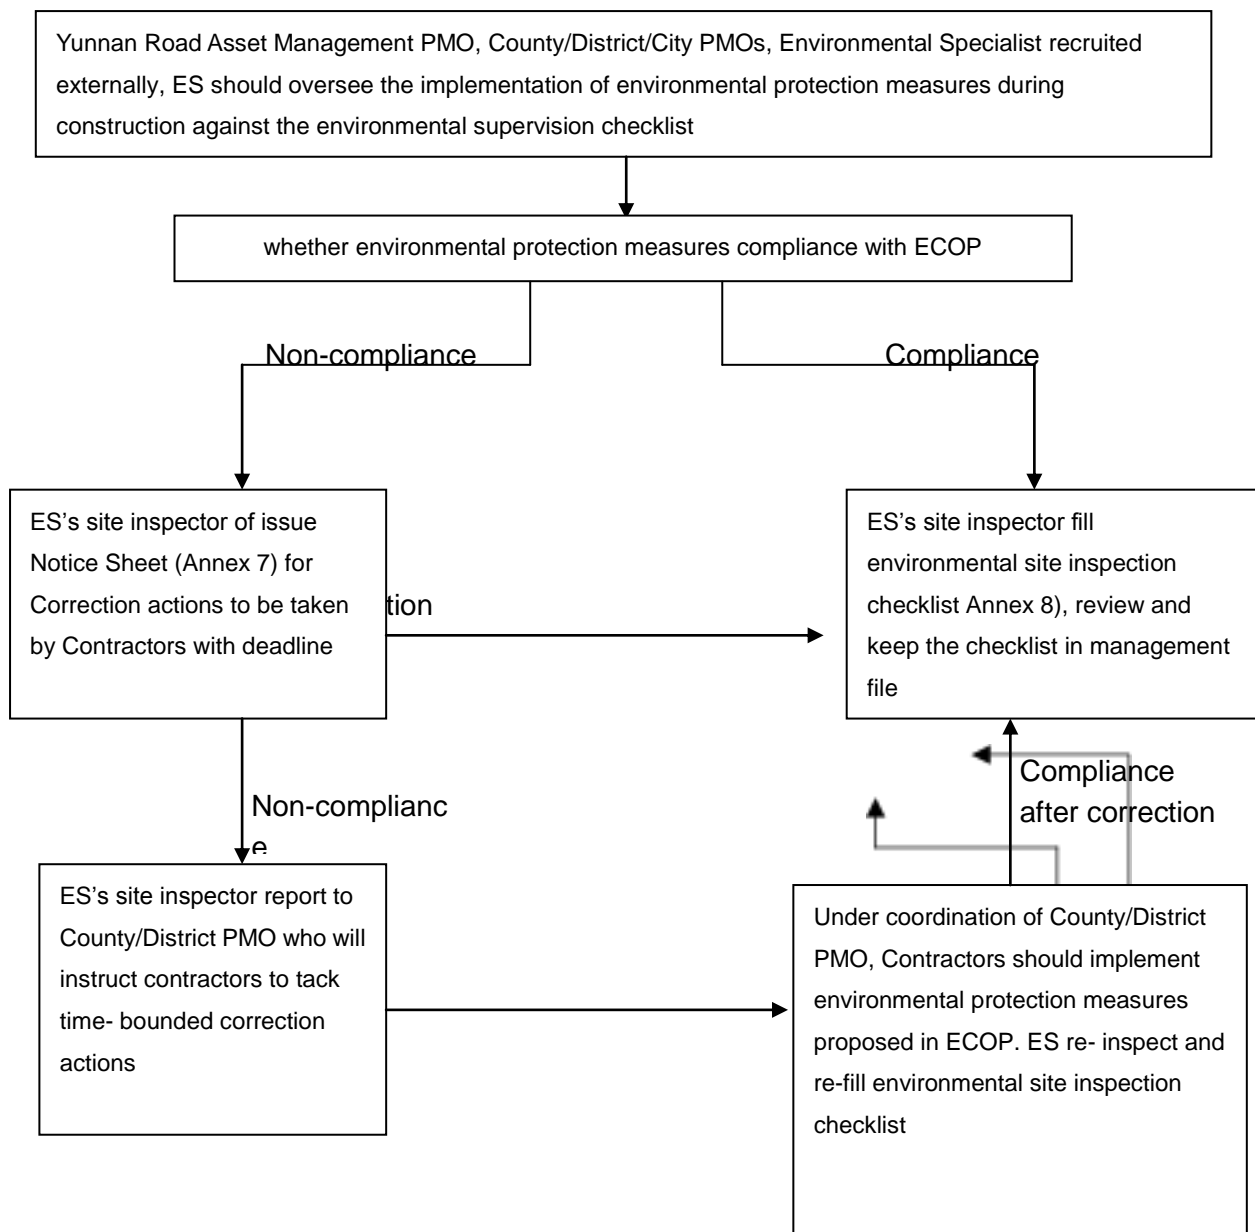 Yunnan Road Asset Management PMO, County/District/City PMOs, Environmental Specialist recruited
externally, ES should oversee the implementation of environmental protection measures during
construction against the environmental supervision checklist
whether environmental protection measures compliance with ECOP
Non-compliance
Compliance
ES’s site inspector of issue
Notice Sheet (Annex 7) for
Correction actions to be taken
by Contractors with deadline
tion
ES’s site inspector fill
environmental site inspection
checklist Annex 8), review and
keep the checklist in management
file
Non-complianc
e
Compliance
after correction
ES’s site inspector report to
County/District PMO who will
instruct contractors to tack
time- bounded correction
actions
Under coordination of County/District
PMO, Contractors should implement
environmental protection measures
proposed in ECOP. ES re- inspect and
re-fill environmental site inspection
checklist